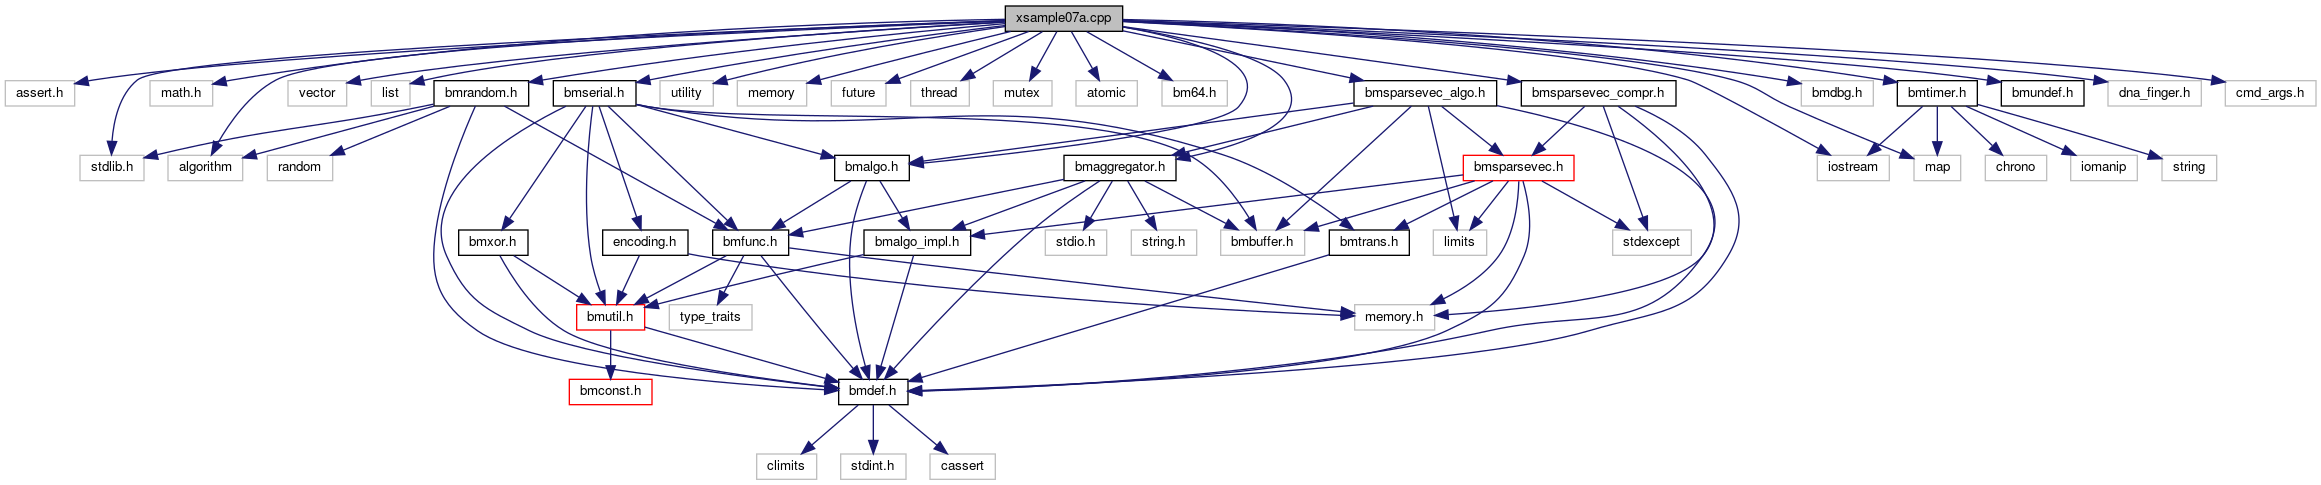 xsample07a.cpp
assert.h
math.h
vector
list
bmrandom.h
bmserial.h
utility
memory
future
thread
mutex
atomic
bm64.h
bmsparsevec_algo.h
bmsparsevec_compr.h
bmdbg.h
bmtimer.h
bmundef.h
dna_finger.h
cmd_args.h
stdlib.h
algorithm
random
bmalgo.h
bmaggregator.h
bmsparsevec.h
iostream
map
chrono
iomanip
string
bmxor.h
encoding.h
bmfunc.h
bmalgo_impl.h
stdio.h
string.h
bmbuffer.h
bmtrans.h
limits
stdexcept
bmutil.h
type_traits
memory.h
bmconst.h
bmdef.h
climits
stdint.h
cassert